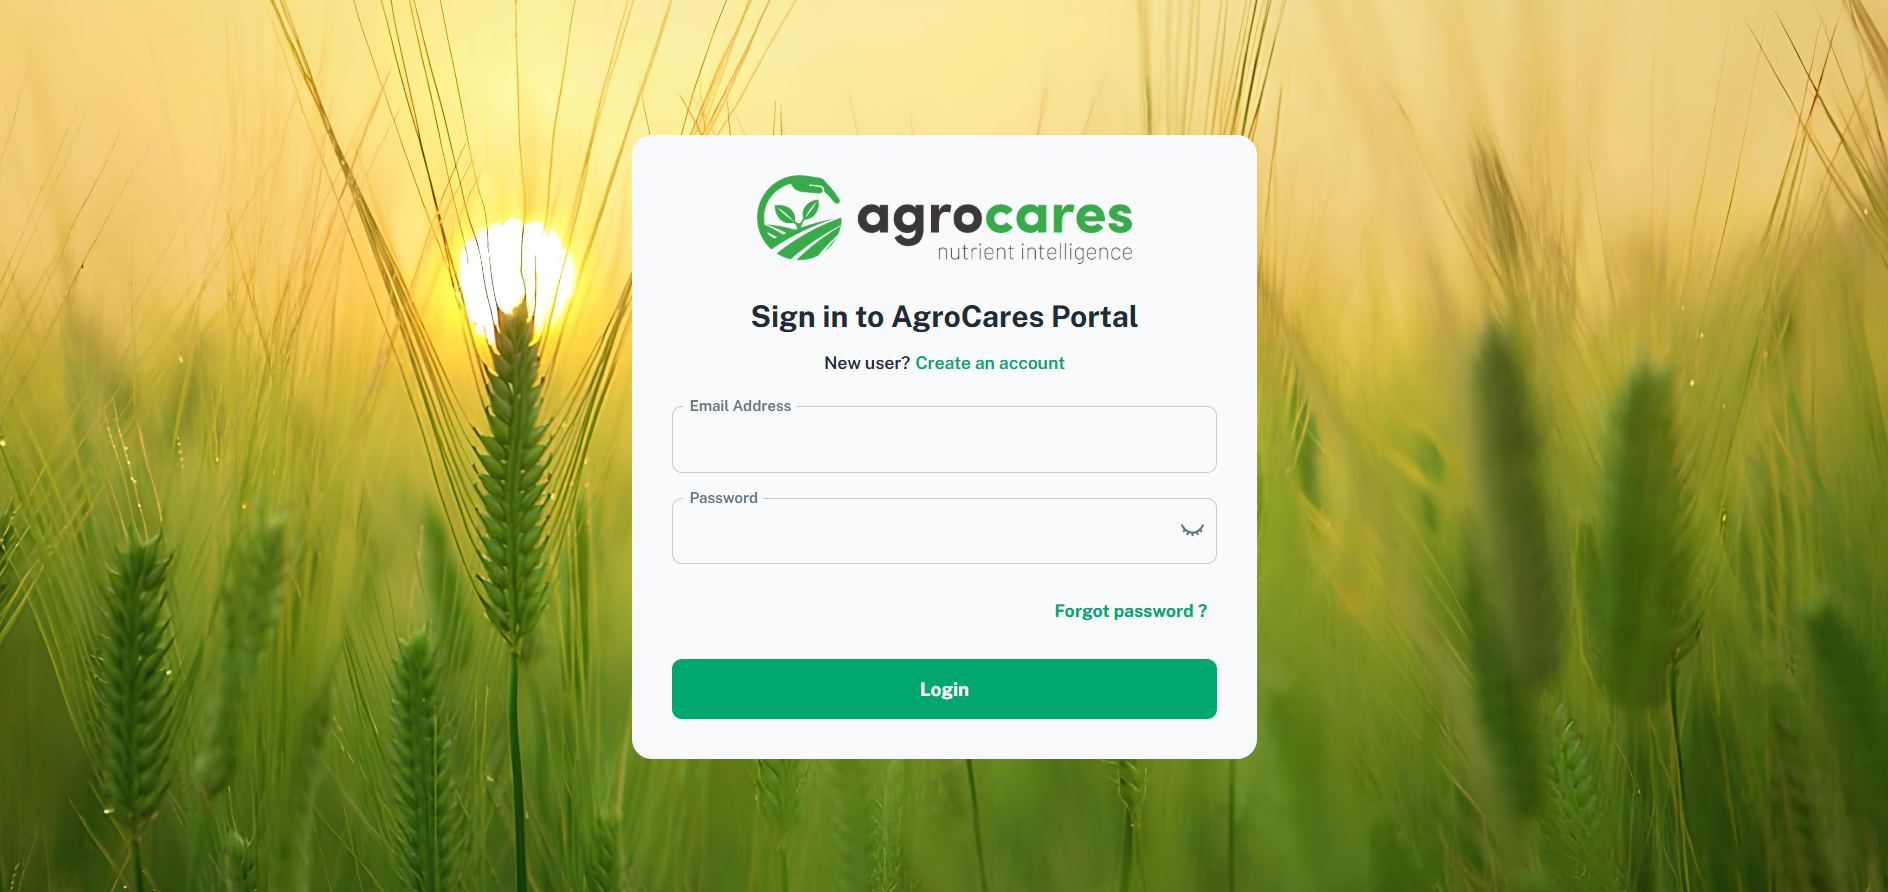 agrocares
nutrient intelligence
Sign in to AgroCares Portal
New user? Create an account
Email Address
Password
Forgot password ?
Login